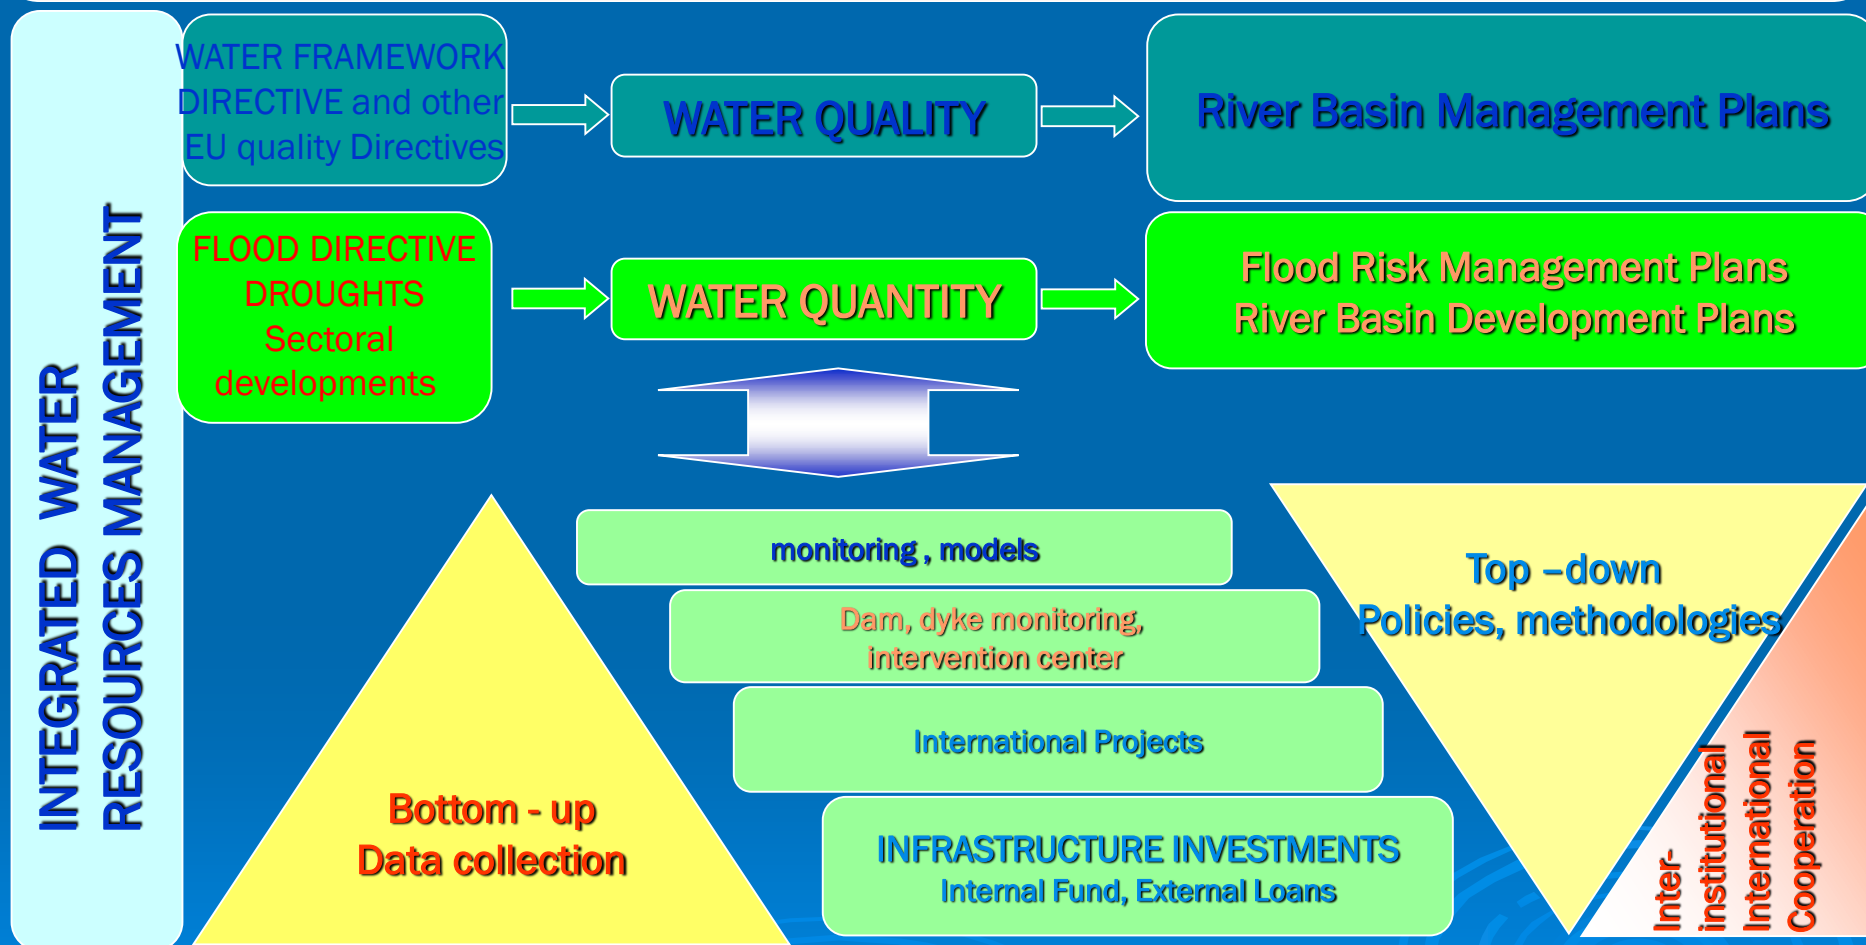 INTEGRATED WATER
RESOURCES MANAGEMENT
WATER FRAMEWORK
DIRECTIVE and other
EU quality Directives
WATER QUALITY
River Basin Management Plans
FLOOD DIRECTIVE
DROUGHTS
Sectoral
developments
WATER QUANTITY
Flood Risk Management Plans
River Basin Development Plans
monitoring , models
Dam, dyke monitoring,
intervention center
International Projects
INFRASTRUCTURE INVESTMENTS
Internal Fund, External Loans
Bottom - up
Data collection
Top –down
Policies, methodologies
Inter-
institutional
International
Cooperation